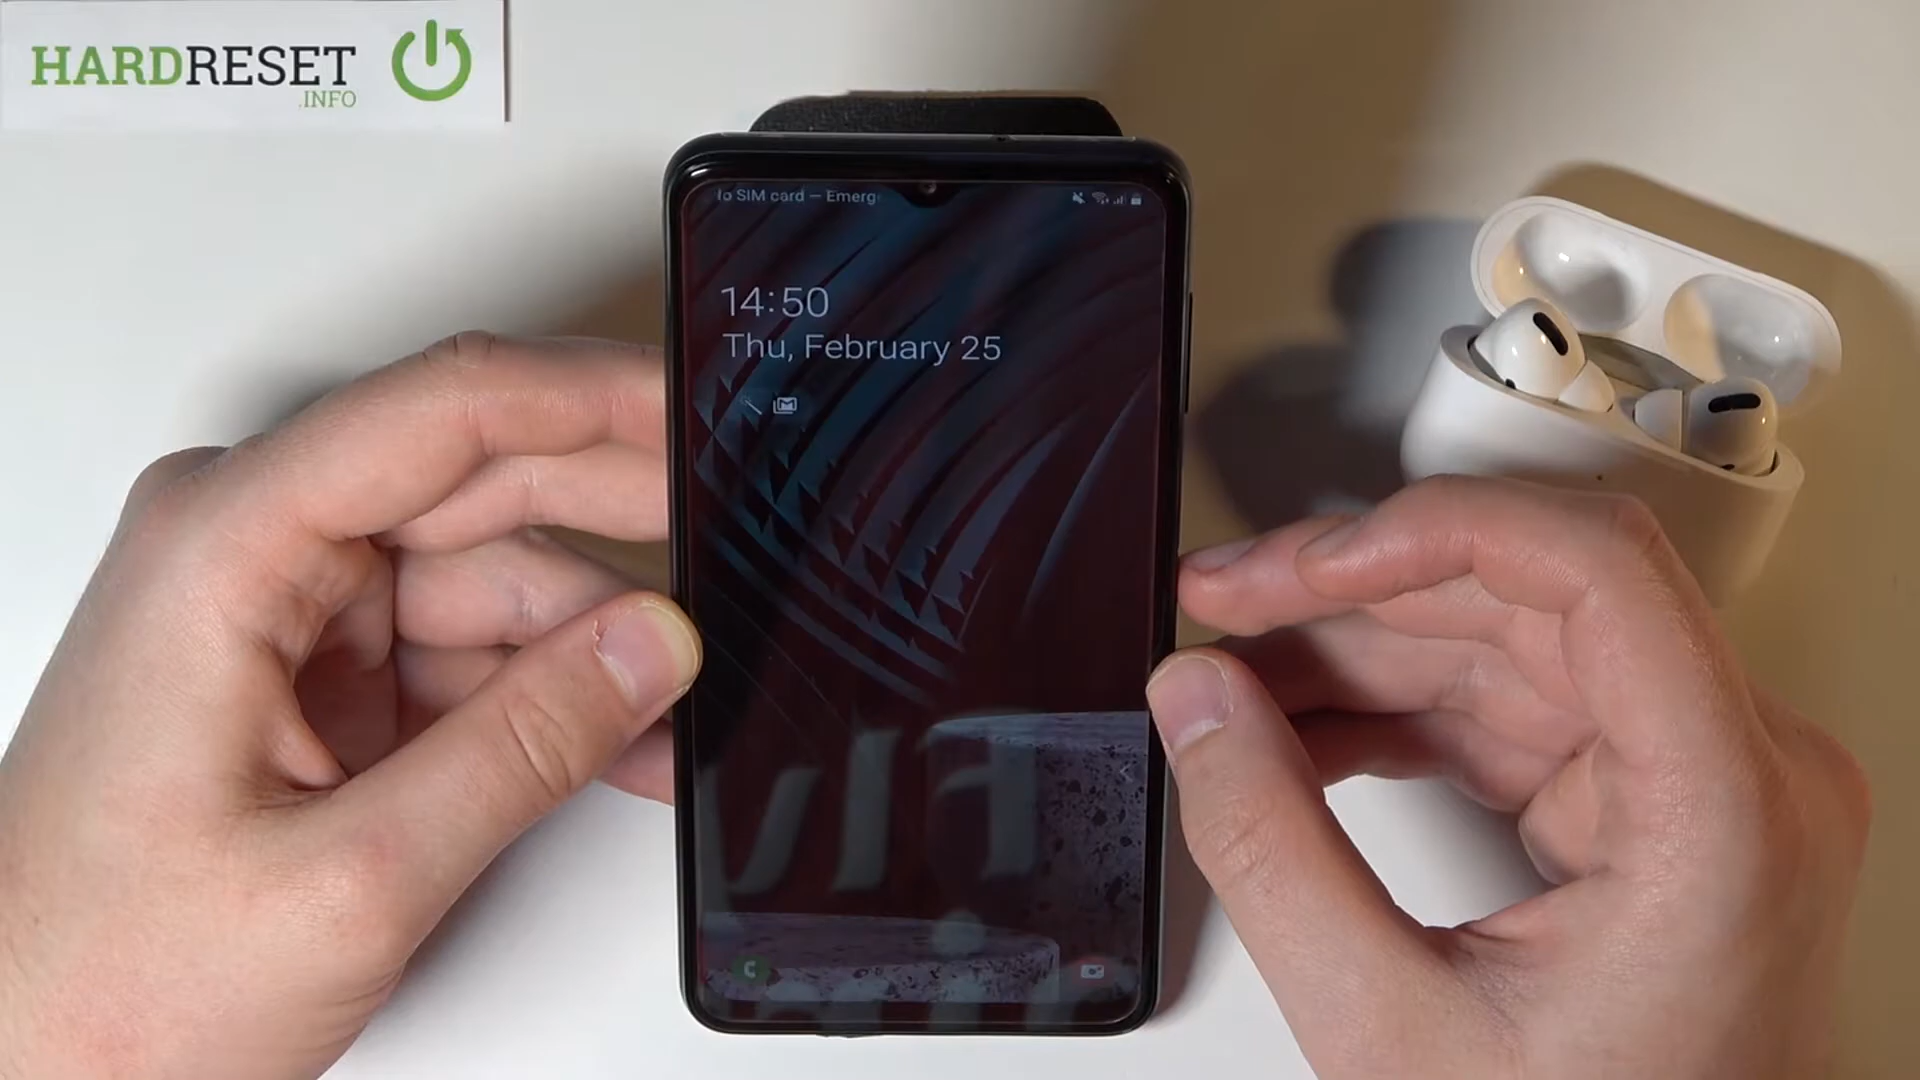 HARDRESET
.INFO
lo SIM card – Emerg
14:50
Thu, February 25